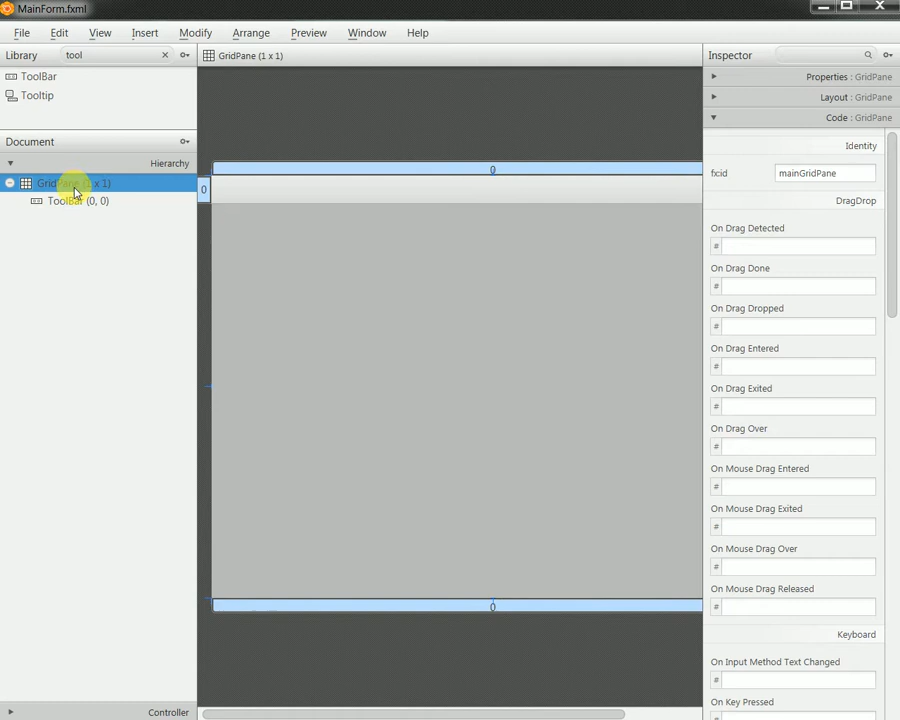 MainForm.fxml
File Edit View Insert Modify Arrange Preview Window Help
Library tool
ToolBar
Tooltip
Document
Hierarchy
GridPane (1 x 1)
ToolBar (0, 0)
Controller
GridPane (1 x 1)
0
0
0
Inspector
Properties : GridPane
Layout : GridPane
Code : GridPane
Identity
fx:id mainGridPane
DragDrop
On Drag Detected
#
On Drag Done
#
On Drag Dropped
#
On Drag Entered
#
On Drag Exited
#
On Drag Over
#
On Mouse Drag Entered
#
On Mouse Drag Exited
#
On Mouse Drag Over
#
On Mouse Drag Released
#
Keyboard
On Input Method Text Changed
#
On Key Pressed
#